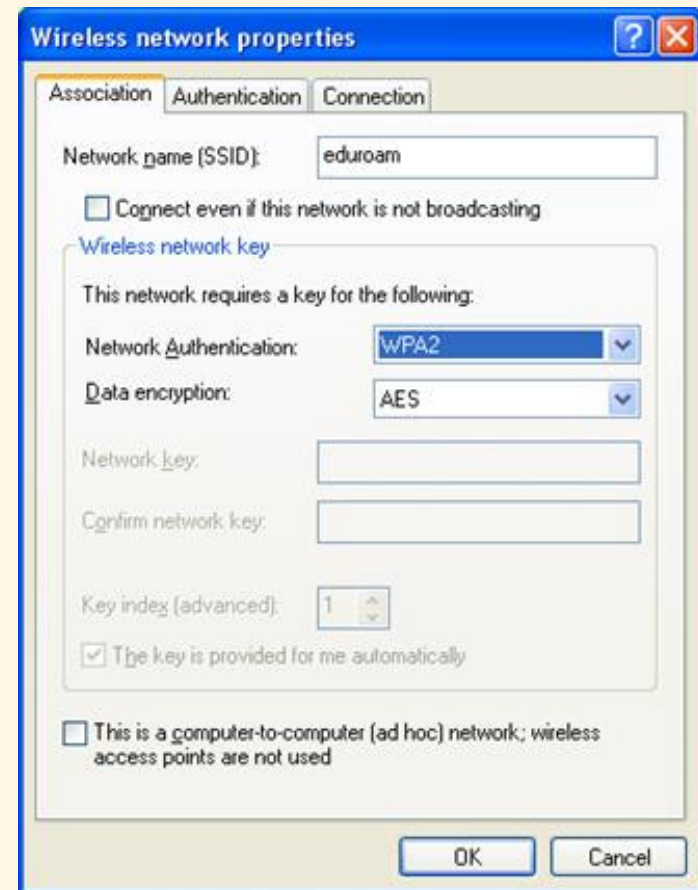 Wireless network properties
Association Authentication Connection
Network name (SSID): eduroam
Connect even if this network is not broadcasting
Wireless network key
This network requires a key for the following:
Network Authentication: WPA2
Data encryption: AES
Network key:
Confirm network key:
Key index (advanced): 1
The key is provided for me automatically
This is a computer-to-computer (ad hoc) network; wireless
access points are not used
OK Cancel